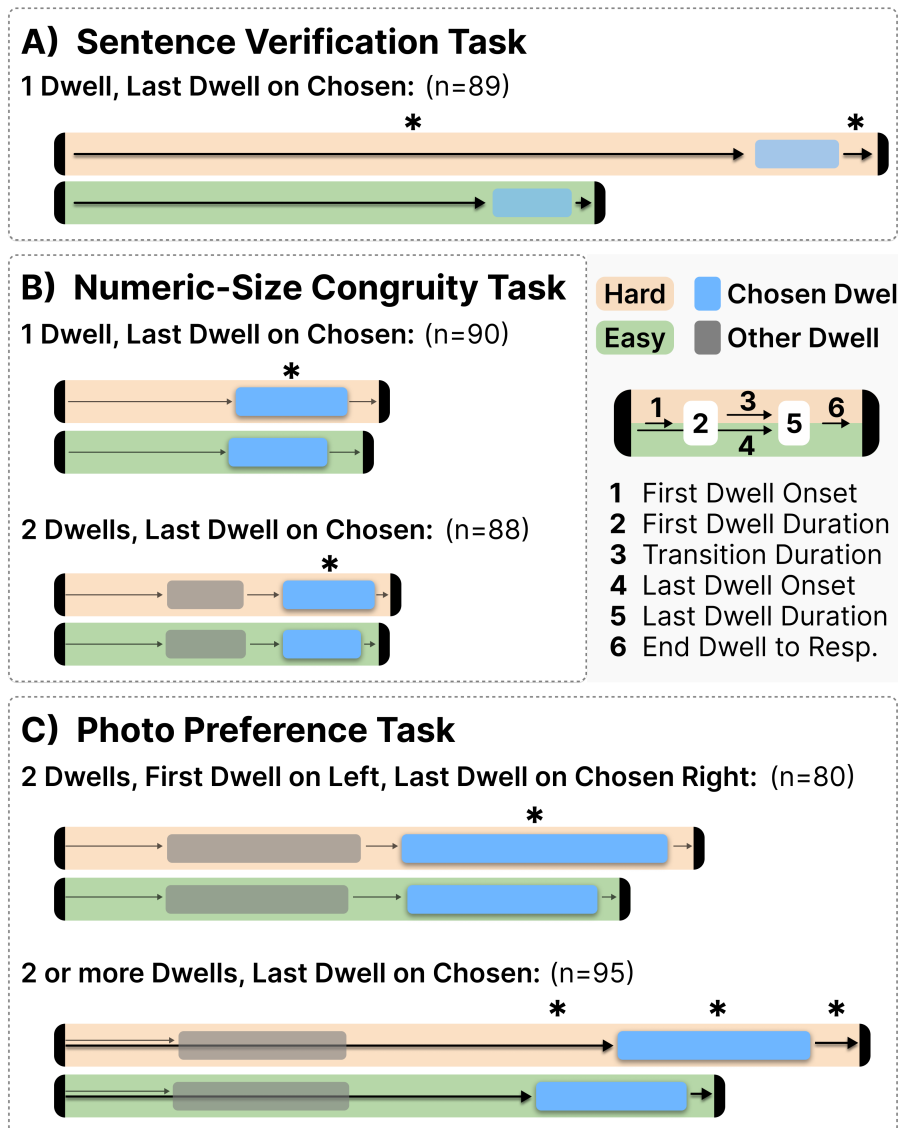 A) Sentence Verification Task
1 Dwell, Last Dwell on Chosen: (n=89)
*
*
B) Numeric-Size Congruity Task
1 Dwell, Last Dwell on Chosen: (n=90)
*
2 Dwells, Last Dwell on Chosen: (n=88)
*
Hard
Chosen Dwel
Easy
Other Dwell
1 2 3 4 5 6
1 First Dwell Onset
2 First Dwell Duration
3 Transition Duration
4 Last Dwell Onset
5 Last Dwell Duration
6 End Dwell to Resp.
C) Photo Preference Task
2 Dwells, First Dwell on Left, Last Dwell on Chosen Right: (n=80)
*
2 or more Dwells, Last Dwell on Chosen: (n=95)
* * *